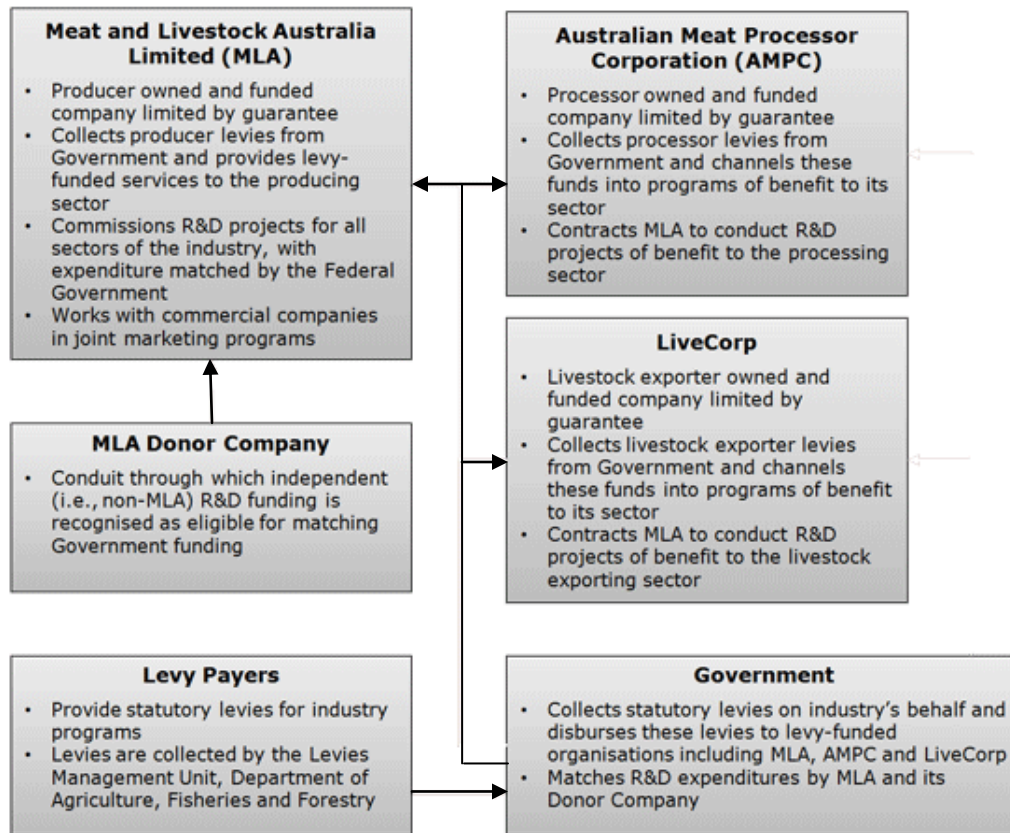 Meat and Livestock Australia
Limited (MLA)
• Producer owned and funded
company limited by guarantee
• Collects producer levies from
Government and provides levy-
funded services to the producing
sector
• Commissions R&D projects for all
sectors of the industry, with
expenditure matched by the Federal
Government
• Works with commercial companies
in joint marketing programs
Australian Meat Processor
Corporation (AMPC)
• Processor owned and funded
company limited by guarantee
• Collects processor levies from
Government and channels these
funds into programs of benefit to its
sector
• Contracts MLA to conduct R&D
projects of benefit to the processing
sector
LiveCorp
• Livestock exporter owned and
funded company limited by
guarantee
• Collects livestock exporter levies
from Government and channels
these funds into programs of benefit
to its sector
• Contracts MLA to conduct R&D
projects of benefit to the livestock
exporting sector
MLA Donor Company
• Conduit through which independent
(i.e., non-MLA) R&D funding is
recognised as eligible for matching
Government funding
Levy Payers
• Provide statutory levies for industry
programs
• Levies are collected by the Levies
Management Unit, Department of
Agriculture, Fisheries and Forestry
Government
• Collects statutory levies on industry's behalf and
disburses these levies to levy-funded
organisations including MLA, AMPC and LiveCorp
• Matches R&D expenditures by MLA and its
Donor Company